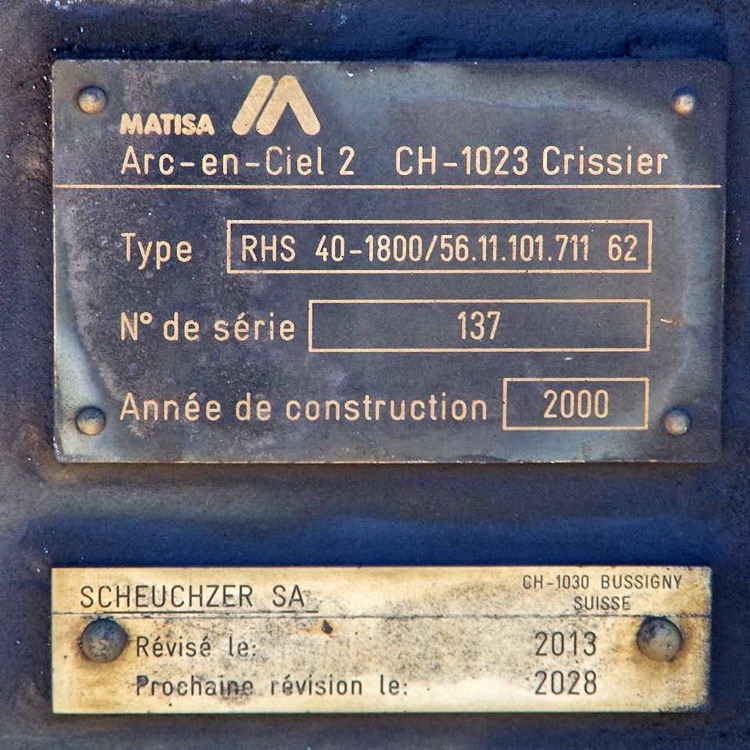 MATISA
Arc-en-Ciel 2 CH-1023 Crissier
Type RHS 40-1800/56.11.101.711 62
N° de série 137
Année de construction 2000
SCHEUCHZER SA
CH-1030 BUSSIGNY
SUISSE
Révisé le: 2013
Prochaine révision le: 2028